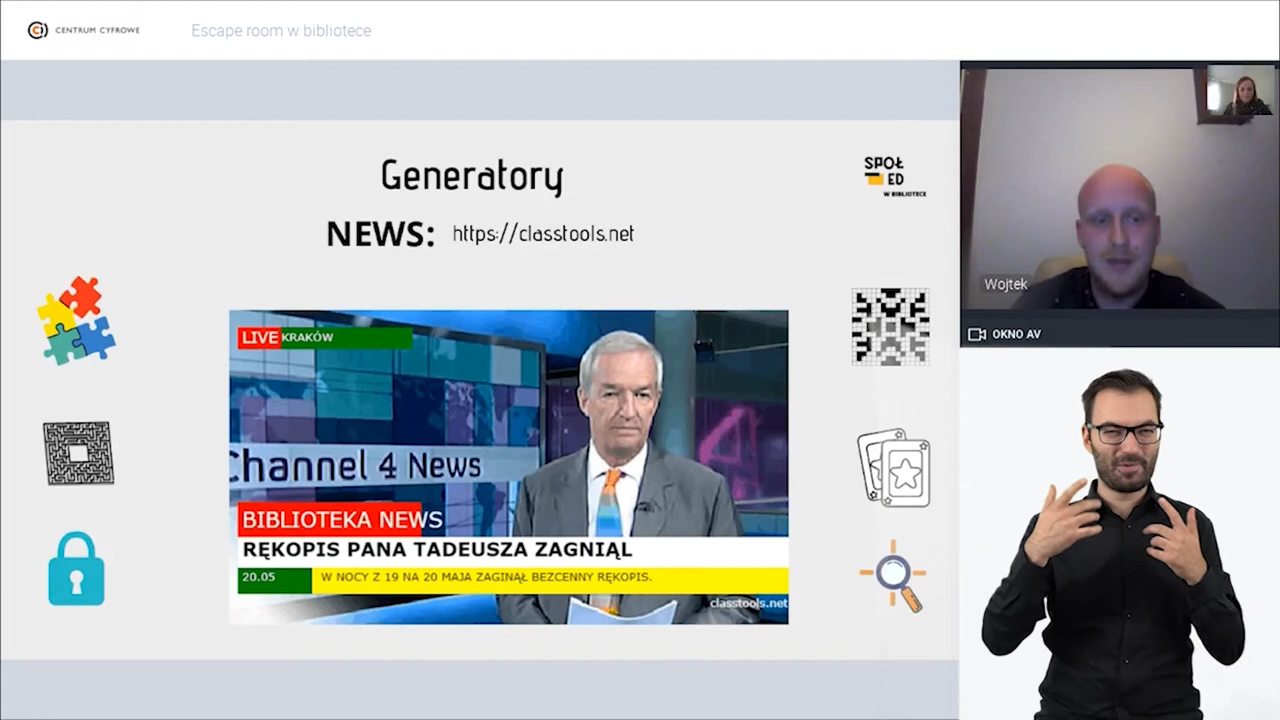 CENTRUM CYFROWE
Escape room w bibliotece
Generatory
NEWS: https://classtools.net
SPOŁ
ED
W BIBLIOTECE
LIVE KRAKÓW
Channel 4 News
4
BIBLIOTEKA NEWS
RĘKOPIS PANA TADEUSZA ZAGNIĄL
20.05 W NOCY Z 19 NA 20 MAJA ZAGINĄŁ BEZCENNY RĘKOPIS.
classtools.net
Wojtek
OKNO AV